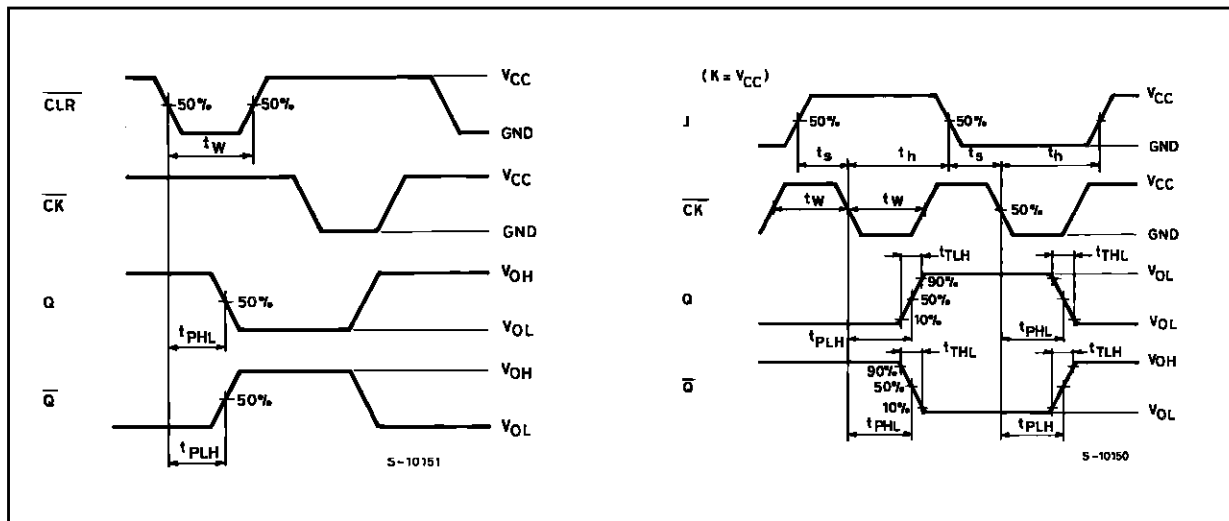 CLR
50%
50%
VCC
GND
tW
CK
VCC
GND
Q
50%
VOH
VOL
tPHL
Q
50%
VOH
VOL
tPLH
S-10151
(K = VCC)
J
50%
50%
VCC
GND
ts
th
ts
th
CK
tW
tW
50%
VCC
GND
tTLH
tTHL
Q
90%
50%
10%
VOL
VOL
tPLH
tPHL
tTHL
tTLH
Q
90%
50%
10%
VOH
VOL
tPHL
tPLH
S-10150